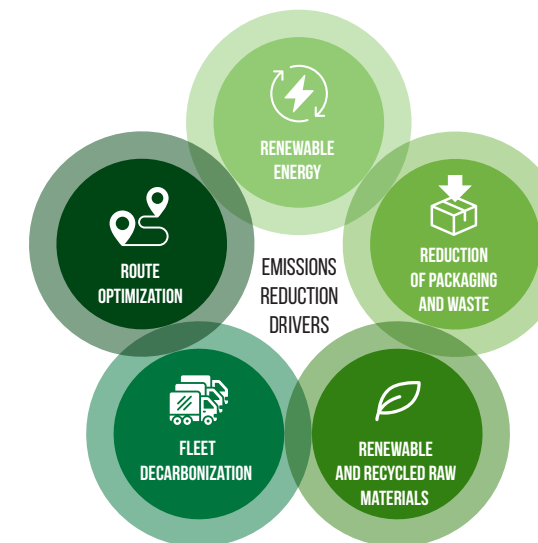 RENEWABLE
ENERGY
REDUCTION
OF PACKAGING
AND WASTE
RENEWABLE
AND RECYCLED RAW
MATERIALS
FLEET
DECARBONIZATION
ROUTE
OPTIMIZATION
EMISSIONS
REDUCTION
DRIVERS